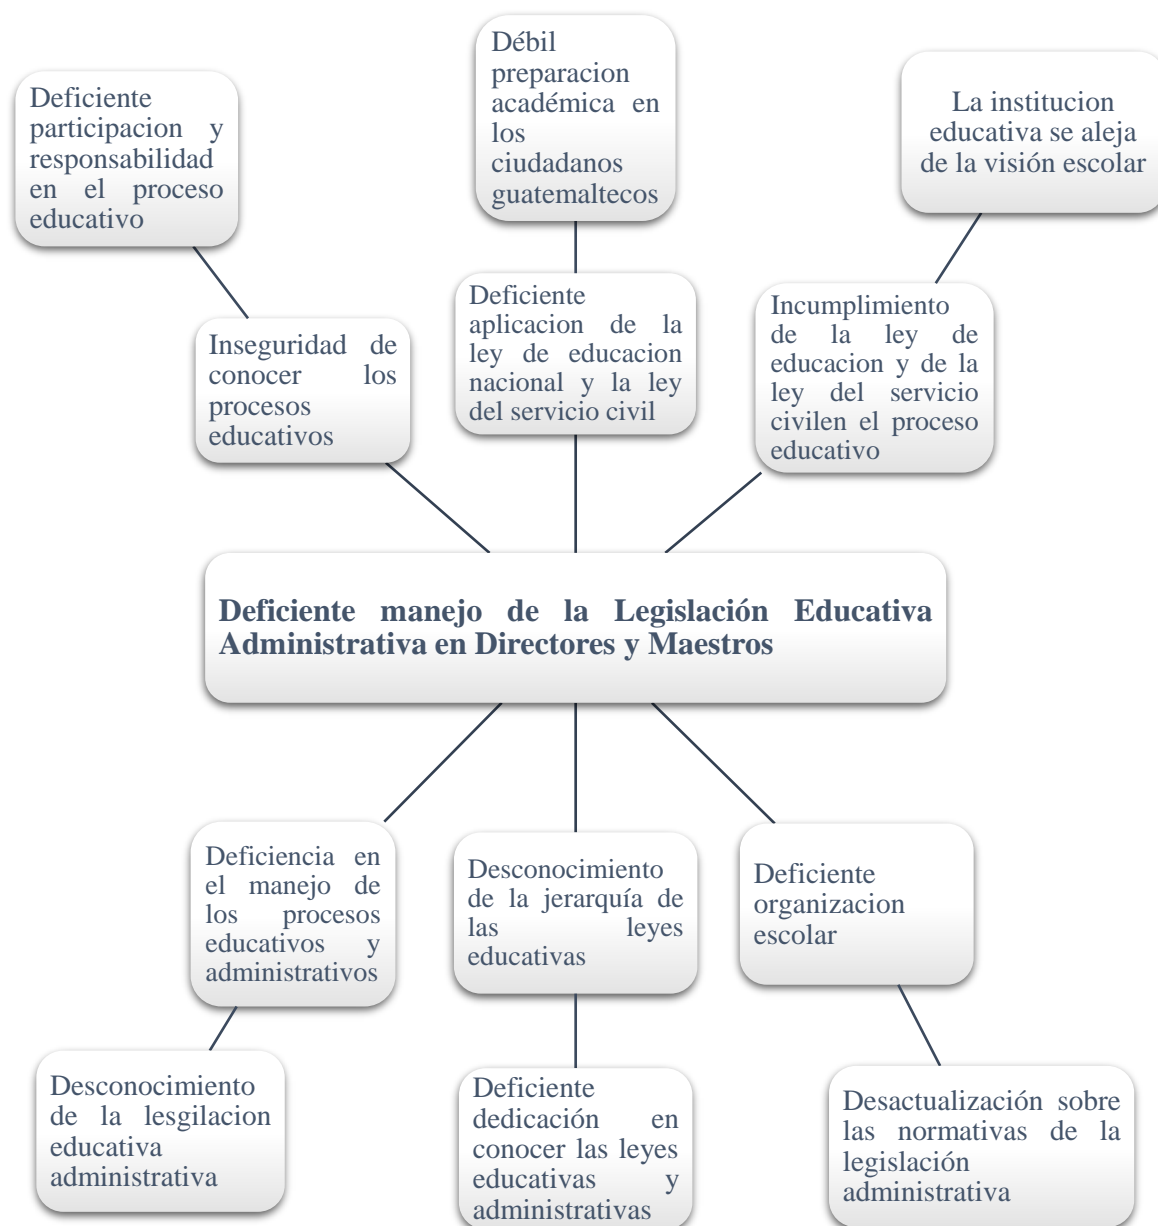 Deficiente
participacion y
responsabilidad
en el proceso
educativo
Débil
preparacion
académica en
los
ciudadanos
guatemaltecos
La institucion
educativa se aleja
de la visión escolar
Inseguridad de
conocer los
procesos
educativos
Deficiente
aplicacion de la
ley de educacion
nacional y la ley
del servicio civil
Incumplimiento
de la ley de
educacion y de la
ley del servicio
civilen el proceso
educativo
Deficiente manejo de la Legislación Educativa
Administrativa en Directores y Maestros
Deficiencia en
el manejo de
los procesos
educativos y
administrativos
Desconocimiento
de la jerarquía de
las leyes
educativas
Deficiente
organizacion
escolar
Desconocimiento
de la lesgilacion
educativa
administrativa
Deficiente
dedicación en
conocer las leyes
educativas y
administrativas
Desactualización sobre
las normativas de la
legislación
administrativa